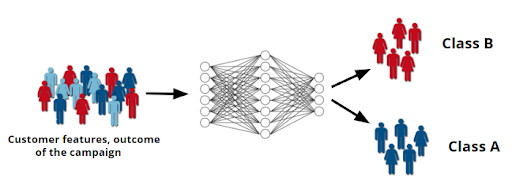 Class B
Customer features, outcome
of the campaign
Class A